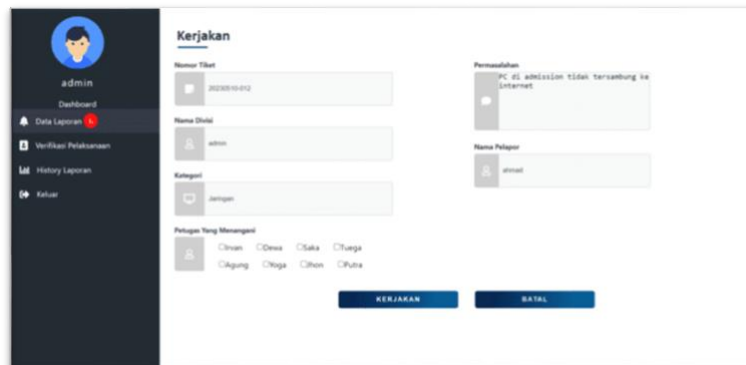 admin
Dashboard
Data Laporan
Verifikasi Pelaksanaan
History Laporan
Keluar
Kerjakan
Nomor Tiket
20230510-012
Nama Divisi
admin
Kategori
Jaringan
Petugas Yang Menangani
Irvan Dewa Saka Tuega
Agung Yoga Jhon Putra
Permasalahan
PC di admission tidak tersambung ke
internet
Nama Pelapor
ahmad
KERJAKAN BATAL